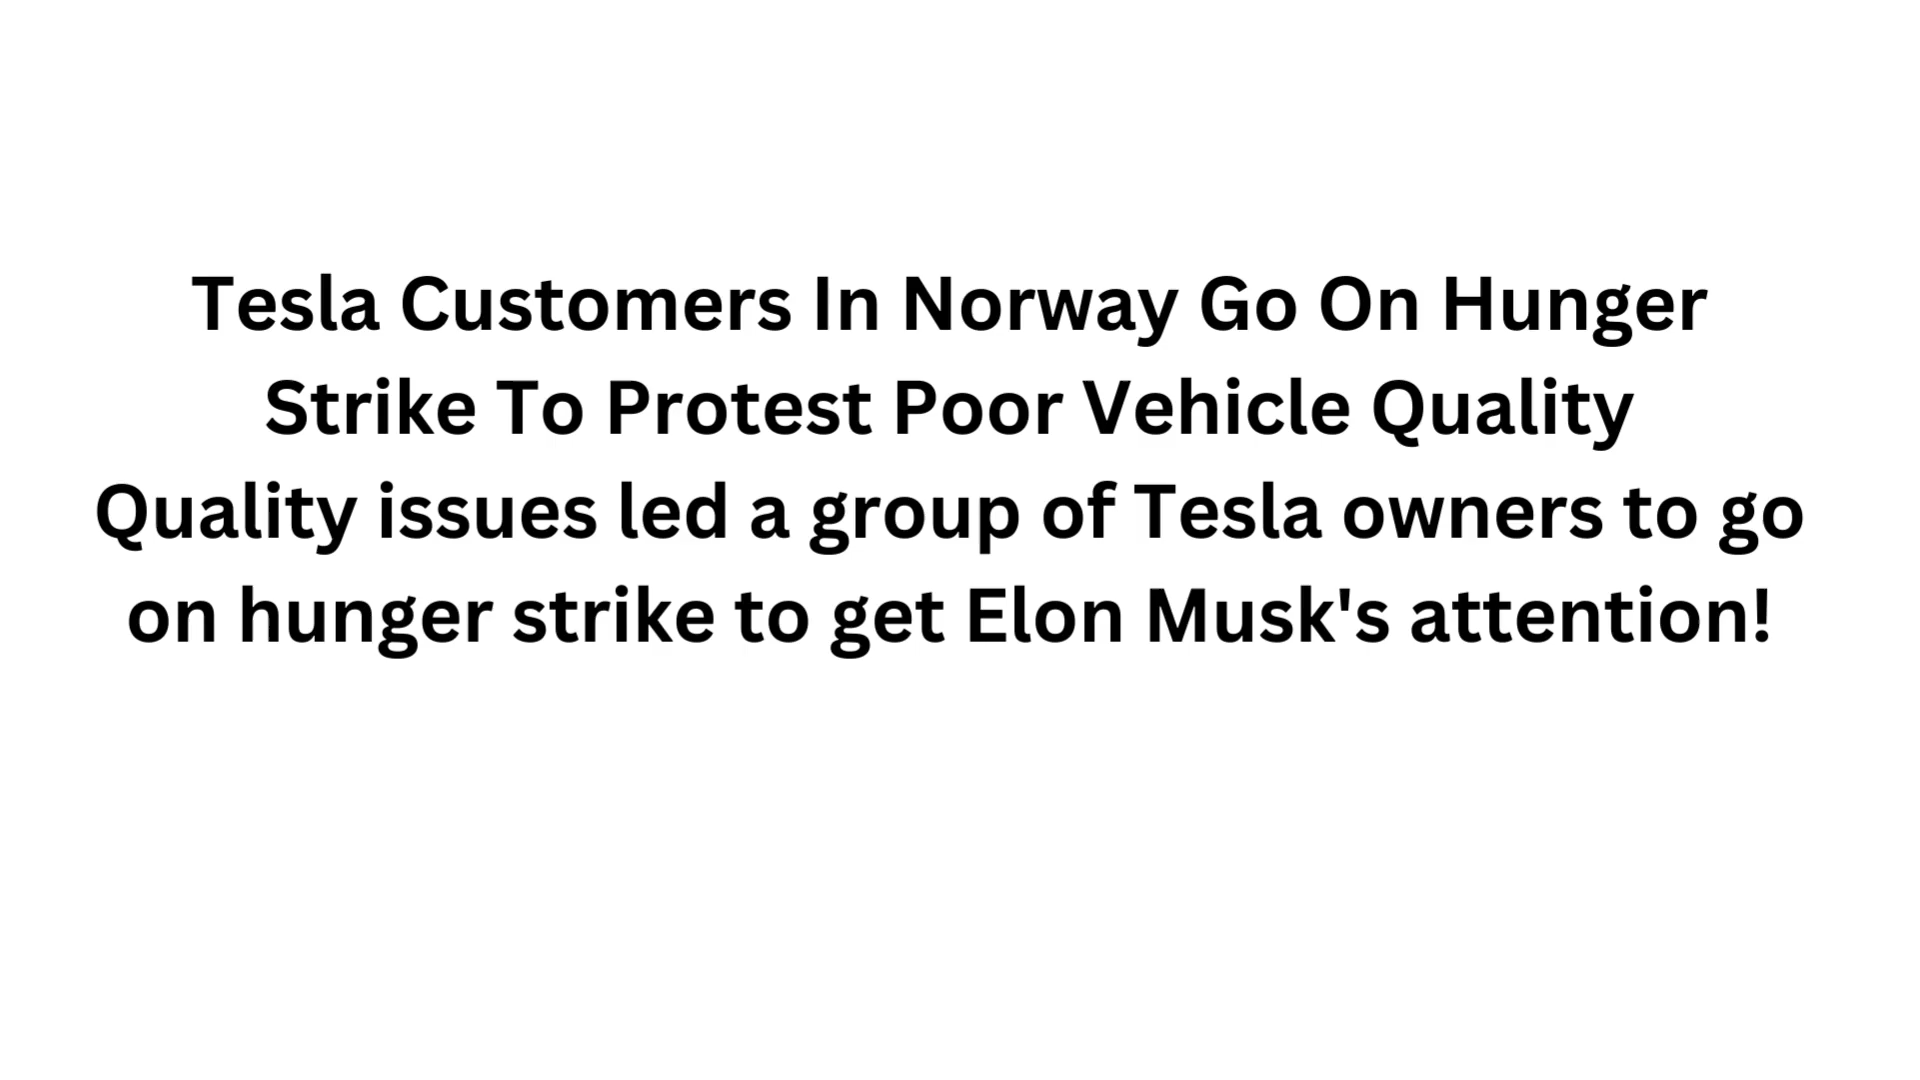 Tesla Customers In Norway Go On Hunger
Strike To Protest Poor Vehicle Quality
Quality issues led a group of Tesla owners to go
on hunger strike to get Elon Musk's attention!